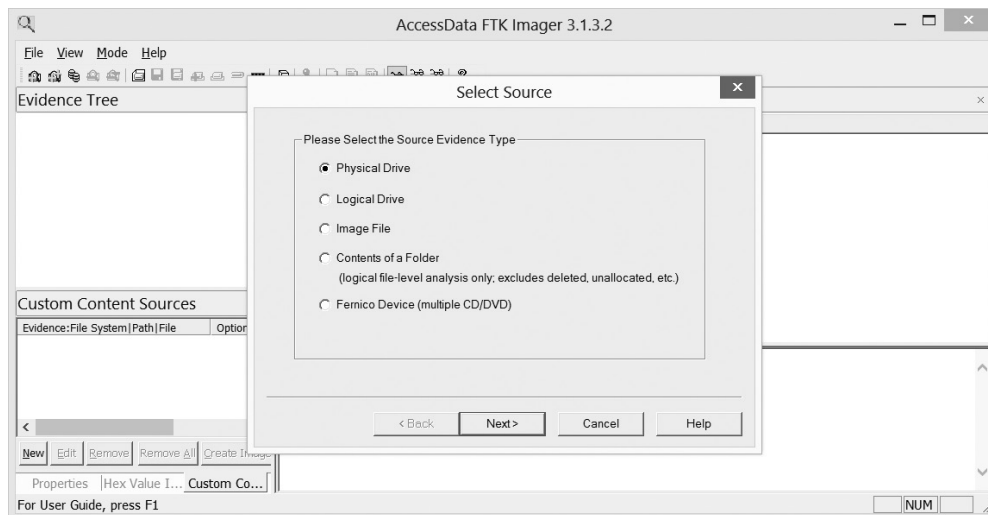 AccessData FTK Imager 3.1.3.2
File View Mode Help
Evidence Tree
Select Source
Please Select the Source Evidence Type
Physical Drive
Logical Drive
Image File
Contents of a Folder
(logical file-level analysis only; excludes deleted, unallocated, etc.)
Fernico Device (multiple CD/DVD)
< Back Next> Cancel Help
Custom Content Sources
Evidence:File System|Path|File Option
New Edit Remove Remove All Create Image
Properties Hex Value I... Custom Co...
For User Guide, press F1
NUM